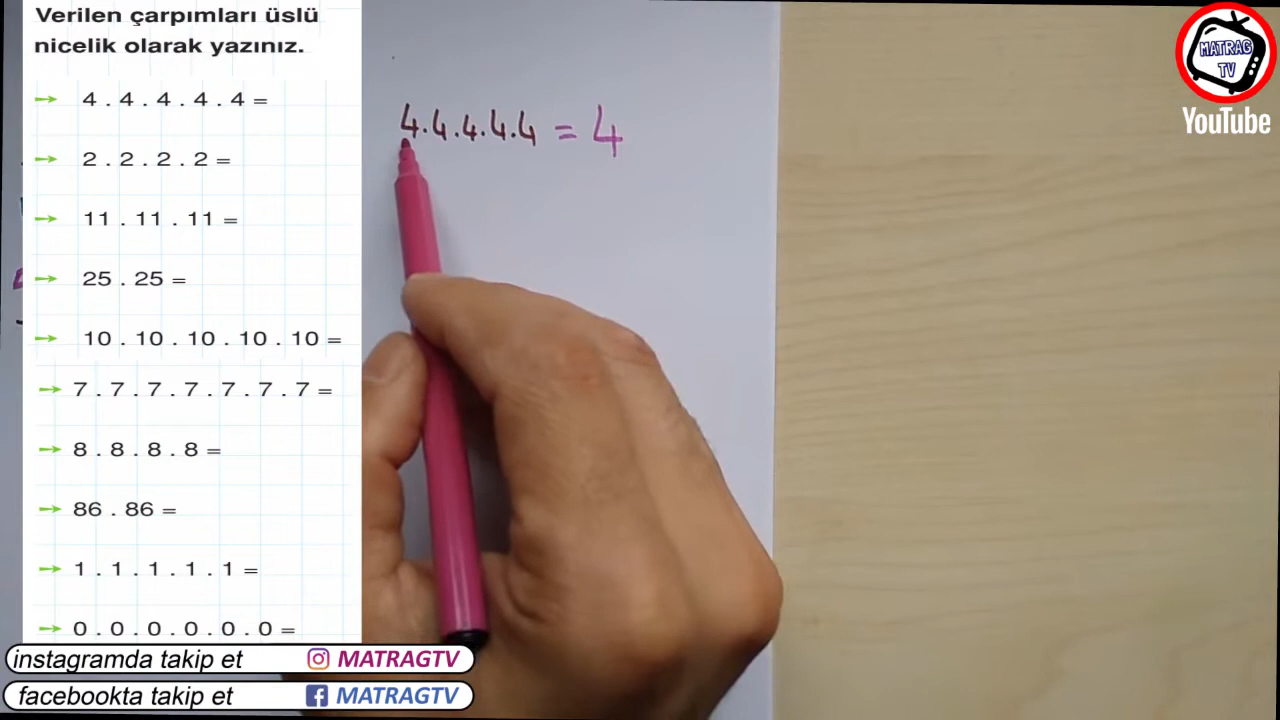 Verilen çarpımları üslü
nicelik olarak yazınız.
4 . 4 . 4 . 4 . 4 =
2 . 2 . 2 . 2 =
11 . 11 . 11 =
25 . 25 =
10 . 10 . 10 . 10 . 10 =
7 . 7 . 7 . 7 . 7 . 7 . 7 =
8 . 8 . 8 . 8 =
86 . 86 =
1 . 1 . 1 . 1 . 1 =
0 . 0 . 0 . 0 . 0 . 0 =
4.4.4.4.4 = 4
MATRAG
TV
YouTube
instagramda takip et MATRAGTV
facebookta takip et MATRAGTV